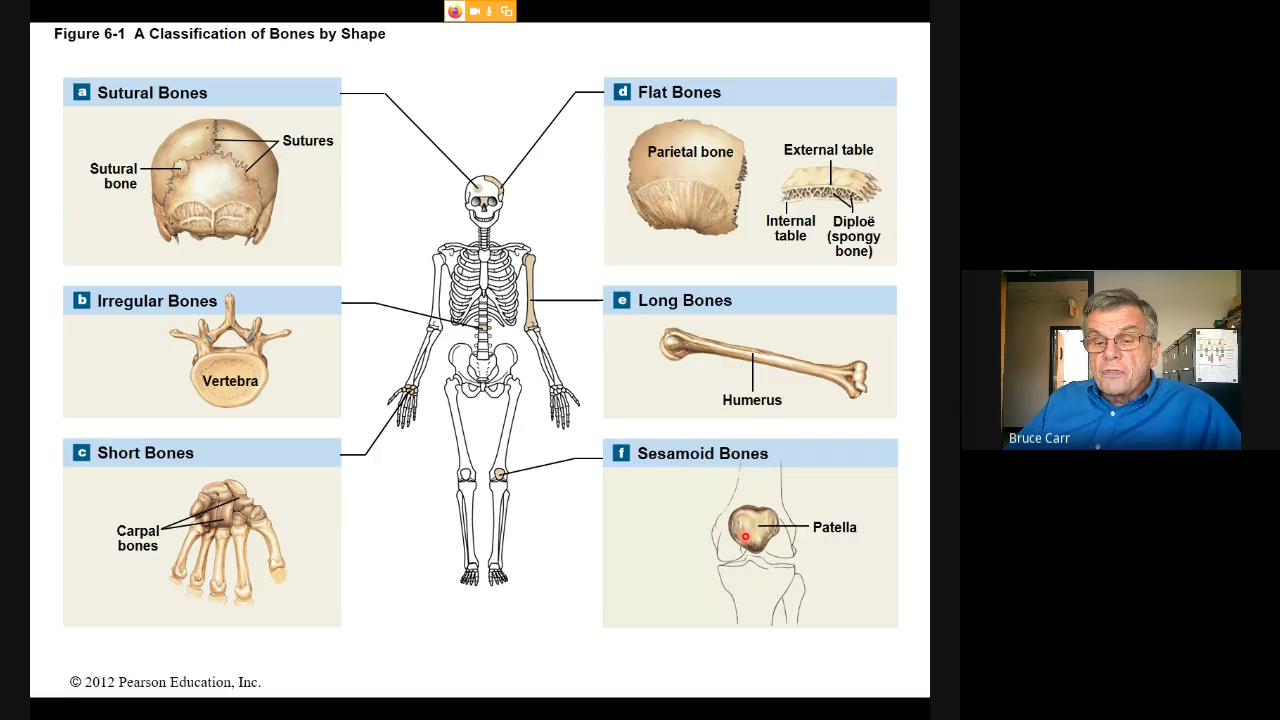 Figure 6-1 A Classification of Bones by Shape
a Sutural Bones
Sutures
Sutural
bone
b Irregular Bones
Vertebra
c Short Bones
Carpal
bones
d Flat Bones
Parietal bone
External table
Internal
table
Diploë
(spongy
bone)
e Long Bones
Humerus
f Sesamoid Bones
Patella
© 2012 Pearson Education, Inc.
Bruce Carr